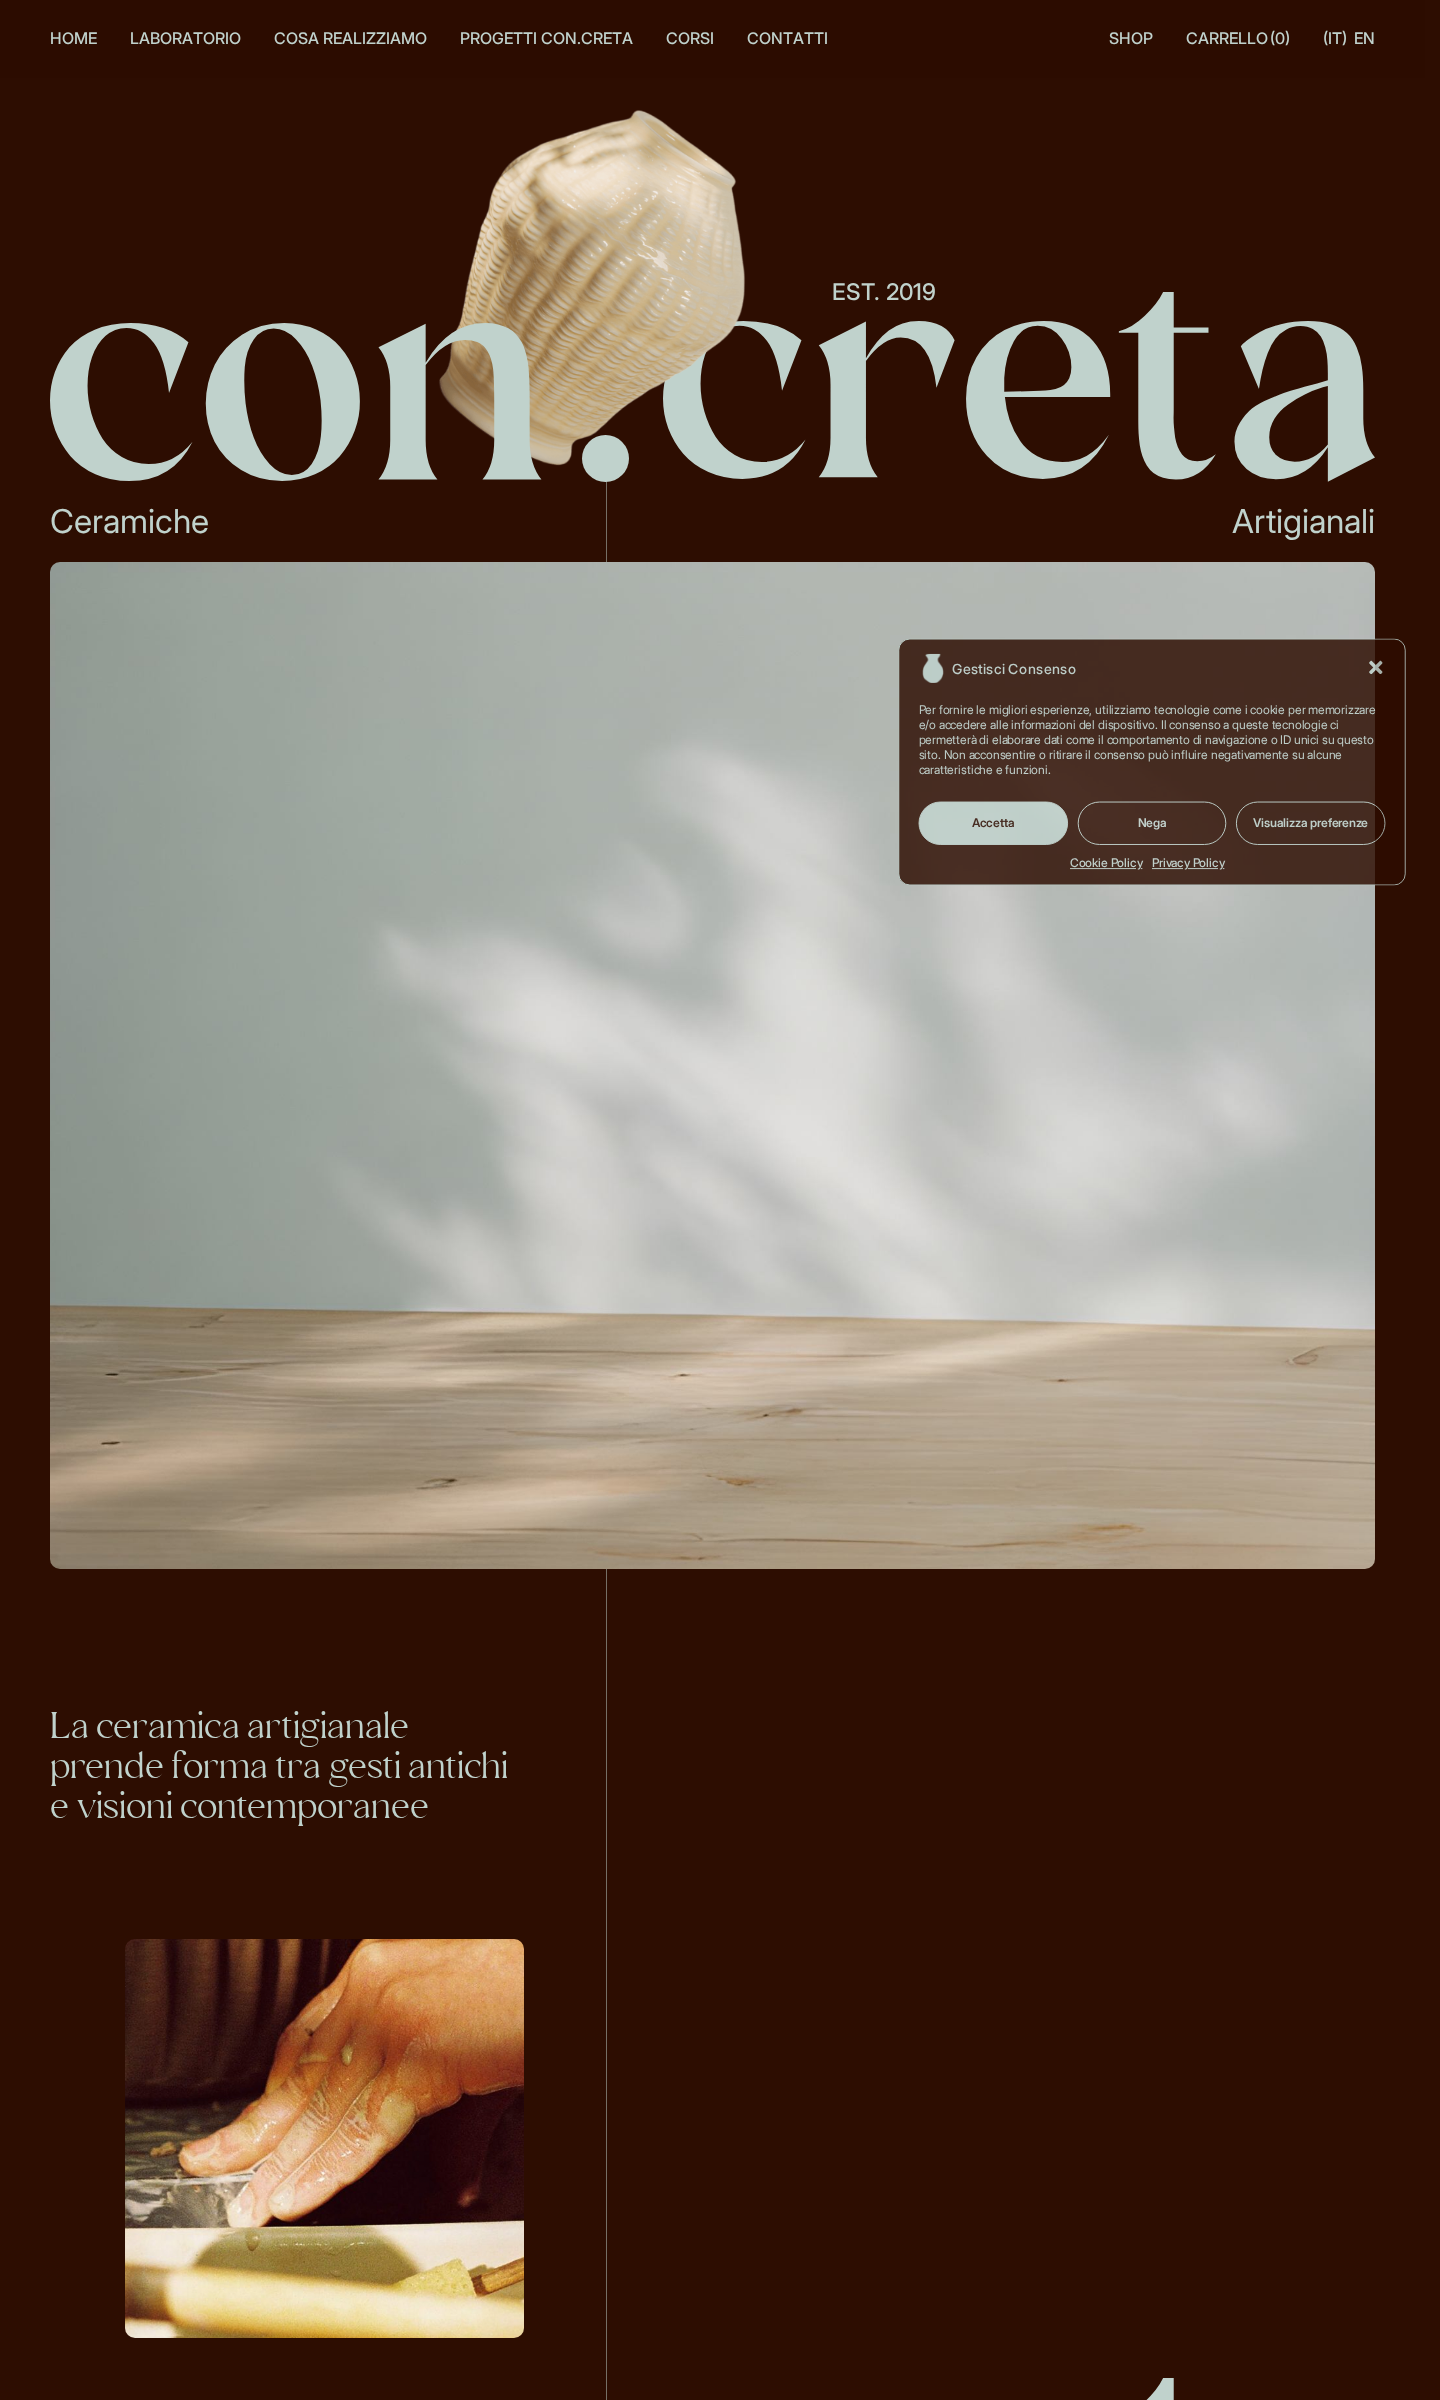 HOME LABORATORIO COSA REALIZZIAMO PROGETTI CON.CRETA CORSI CONTATTI SHOP CARRELLO (0) (IT) EN
EST. 2019
con.creta
Ceramiche Artigianali
Gestisci Consenso
Per fornire le migliori esperienze, utilizziamo tecnologie come i cookie per memorizzare
e/o accedere alle informazioni del dispositivo. Il consenso a queste tecnologie ci
permetterà di elaborare dati come il comportamento di navigazione o ID unici su questo
sito. Non acconsentire o ritirare il consenso può influire negativamente su alcune
caratteristiche e funzioni.
Accetta Nega Visualizza preferenze
Cookie Policy Privacy Policy
La ceramica artigianale
prende forma tra gesti antichi
e visioni contemporanee